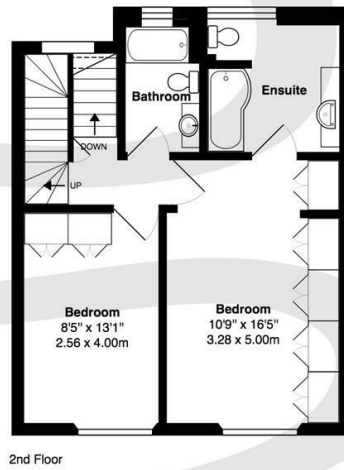 Bathroom
Ensuite
DOWN
UP
Bedroom
8'5" x 13'1"
2.56 x 4.00m
Bedroom
10'9" x 16'5"
3.28 x 5.00m
2nd Floor